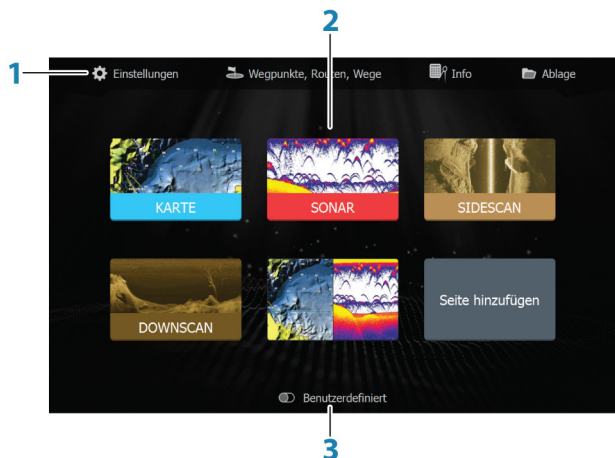 2
1
Einstellungen
Wegpunkte, Routen, Wege
Info
Ablage
KARTE
SONAR
SIDESCAN
DOWNSCAN
Seite hinzufügen
Benutzerdefiniert
3